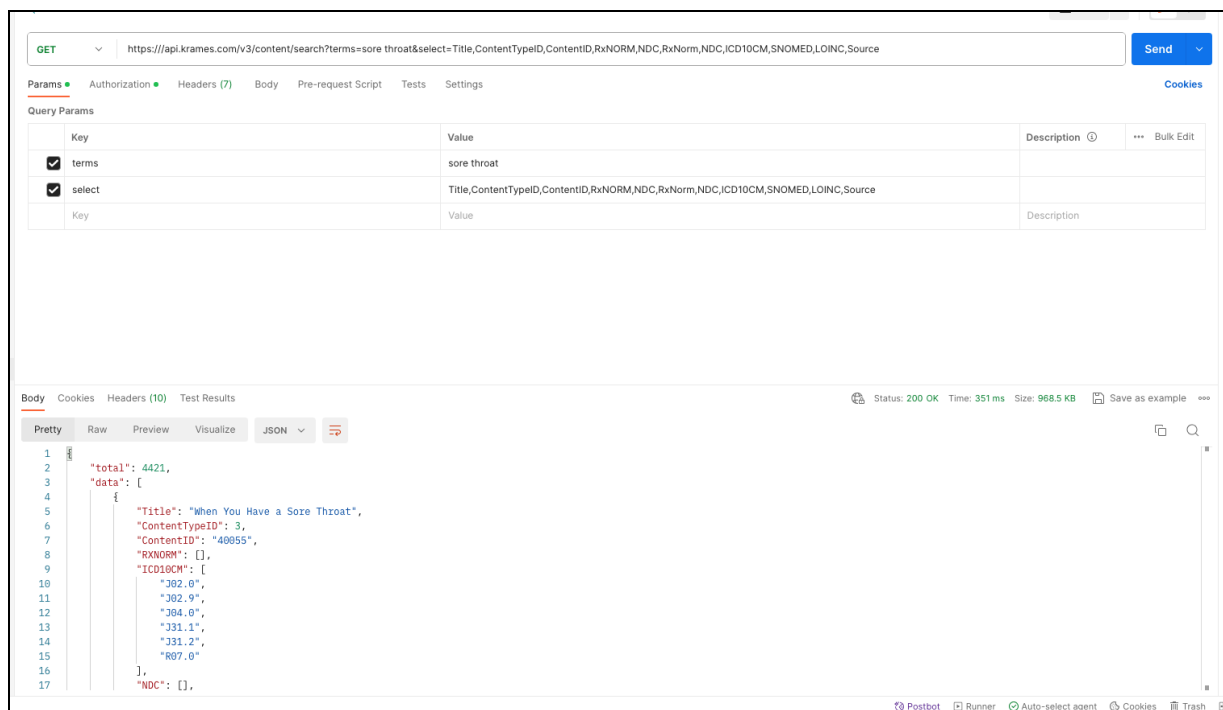 GET https:///api.krames.com/v3/content/search?terms=sore throat&select=Title,ContentTypeID,ContentID,RxNORM,NDC,RxNorm,NDC,ICD10CM,SNOMED,LOINC,Source Send
Params Authorization Headers (7) Body Pre-request Script Tests Settings Cookies
Query Params
Key Value Description Bulk Edit
terms sore throat
select Title,ContentTypeID,ContentID,RxNORM,NDC,RxNorm,NDC,ICD10CM,SNOMED,LOINC,Source
Key Value Description
Body Cookies Headers (10) Test Results Status: 200 OK Time: 351 ms Size: 968.5 KB Save as example
Pretty Raw Preview Visualize JSON
1 {
2 "total": 4421,
3 "data": [
4 {
5 "Title": "When You Have a Sore Throat",
6 "ContentTypeID": 3,
7 "ContentID": "40055",
8 "RXNORM": [],
9 "ICD10CM": [
10 "J02.0",
11 "J02.9",
12 "J04.0",
13 "J31.1",
14 "J31.2",
15 "R07.0"
16 ],
17 "NDC": [],
Postbot Runner Auto-select agent Cookies Trash